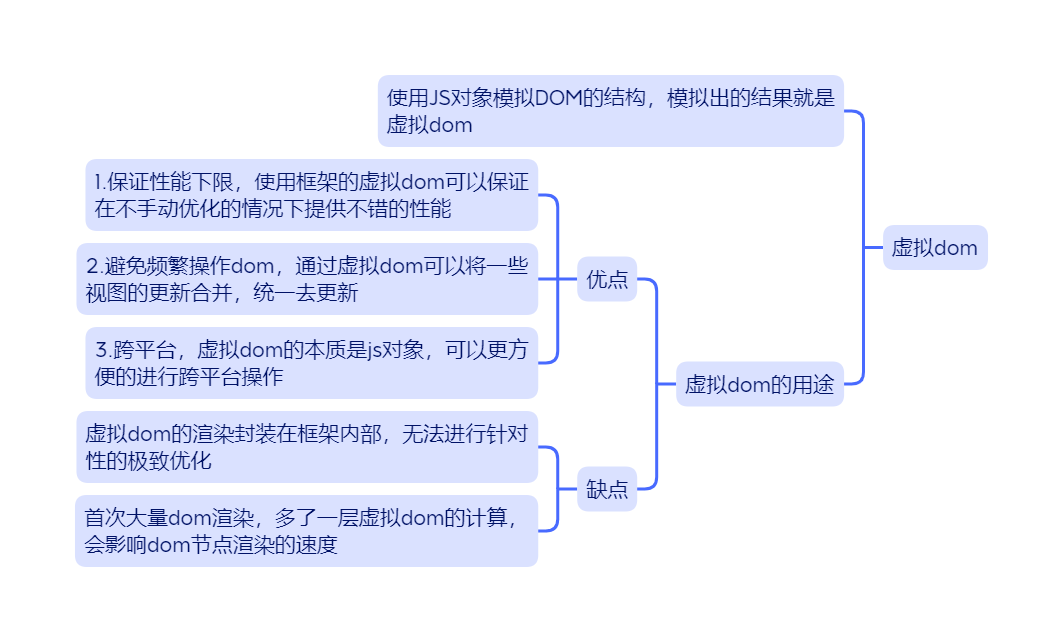 使用JS对象模拟DOM的结构，模拟出的结果就是
虚拟dom
1.保证性能下限，使用框架的虚拟dom可以保证
在不手动优化的情况下提供不错的性能
2.避免频繁操作dom，通过虚拟dom可以将一些
视图的更新合并，统一去更新
3.跨平台，虚拟dom的本质是js对象，可以更方
便的进行跨平台操作
优点
虚拟dom的渲染封装在框架内部，无法进行针对
性的极致优化
首次大量dom渲染，多了一层虚拟dom的计算，
会影响dom节点渲染的速度
缺点
虚拟dom的用途
虚拟dom